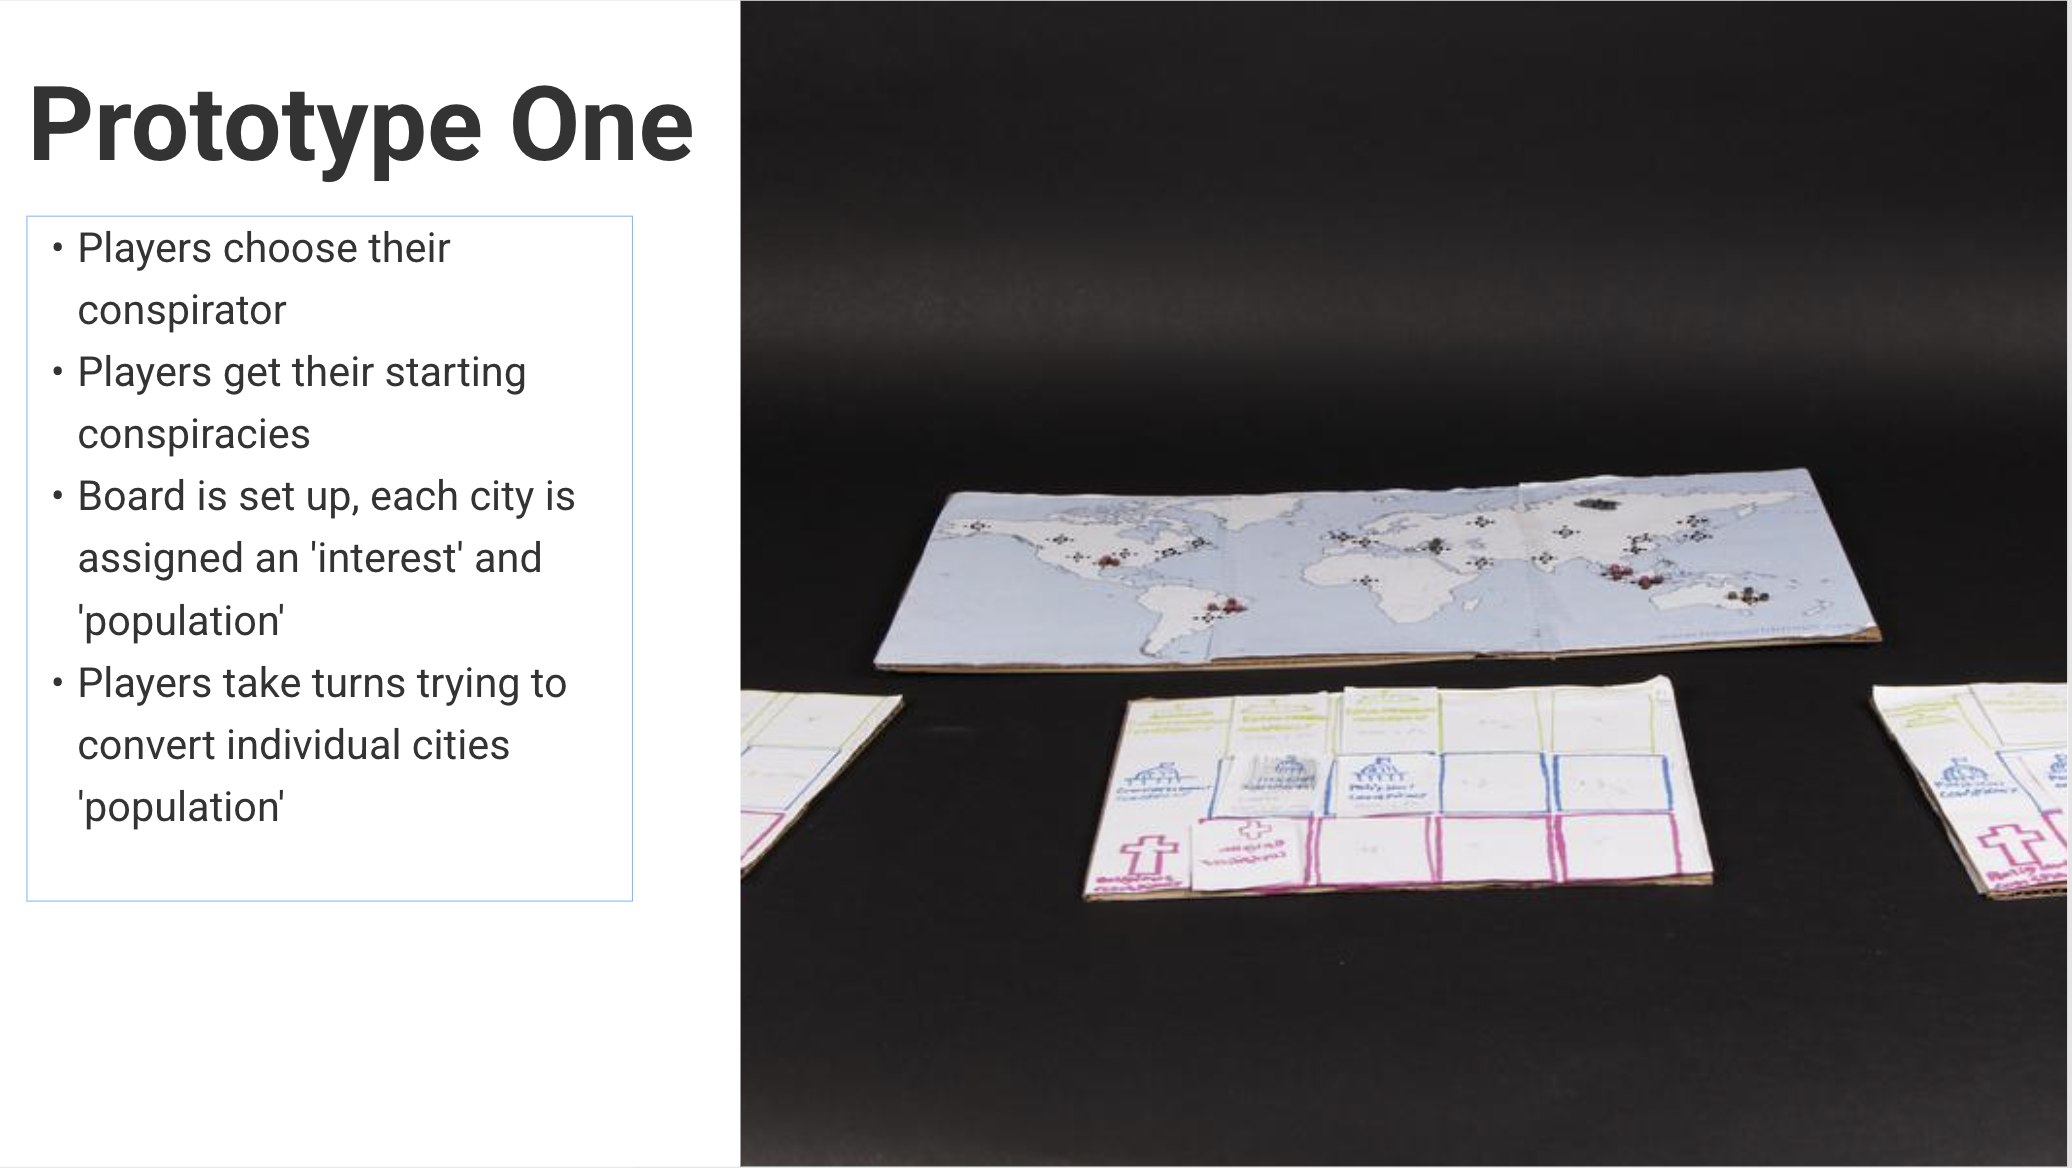 Prototype One
• Players choose their
conspirator
• Players get their starting
conspiracies
• Board is set up, each city is
assigned an 'interest' and
'population'
• Players take turns trying to
convert individual cities
'population'